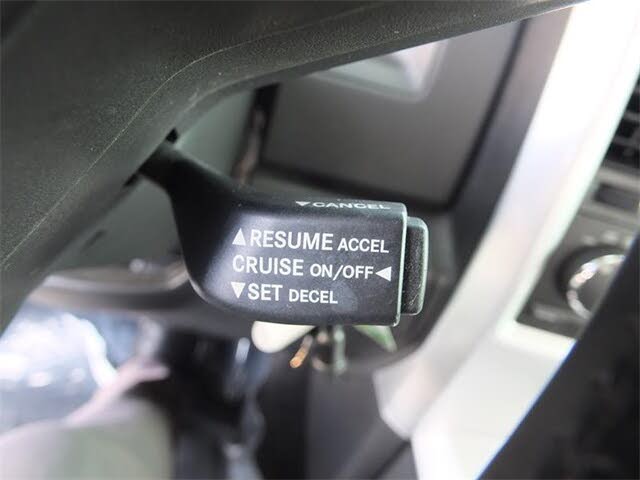 ▼CANCEL
▲RESUME ACCEL
CRUISE ON/OFF◄
▼SET DECEL